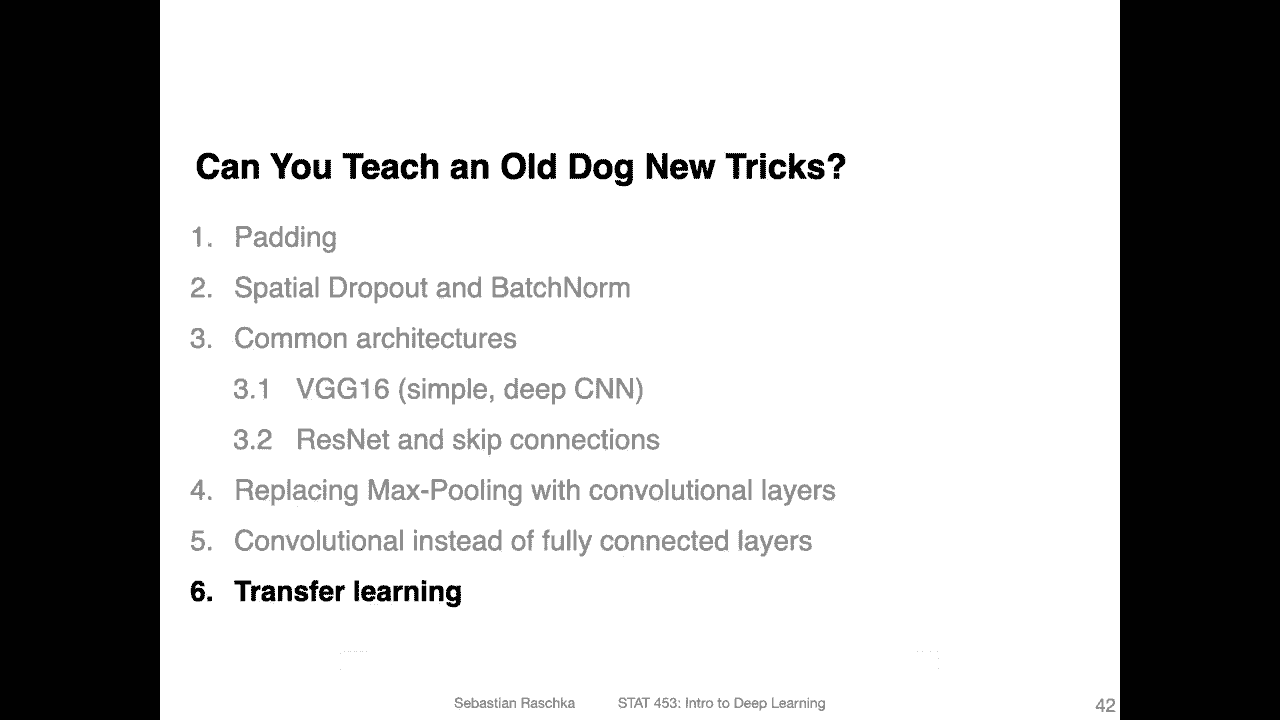 Can You Teach an Old Dog New Tricks?
1. Padding
2. Spatial Dropout and BatchNorm
3. Common architectures
3.1 VGG16 (simple, deep CNN)
3.2 ResNet and skip connections
4. Replacing Max-Pooling with convolutional layers
5. Convolutional instead of fully connected layers
6. Transfer learning
Sebastian Raschka STAT 453: Intro to Deep Learning 42